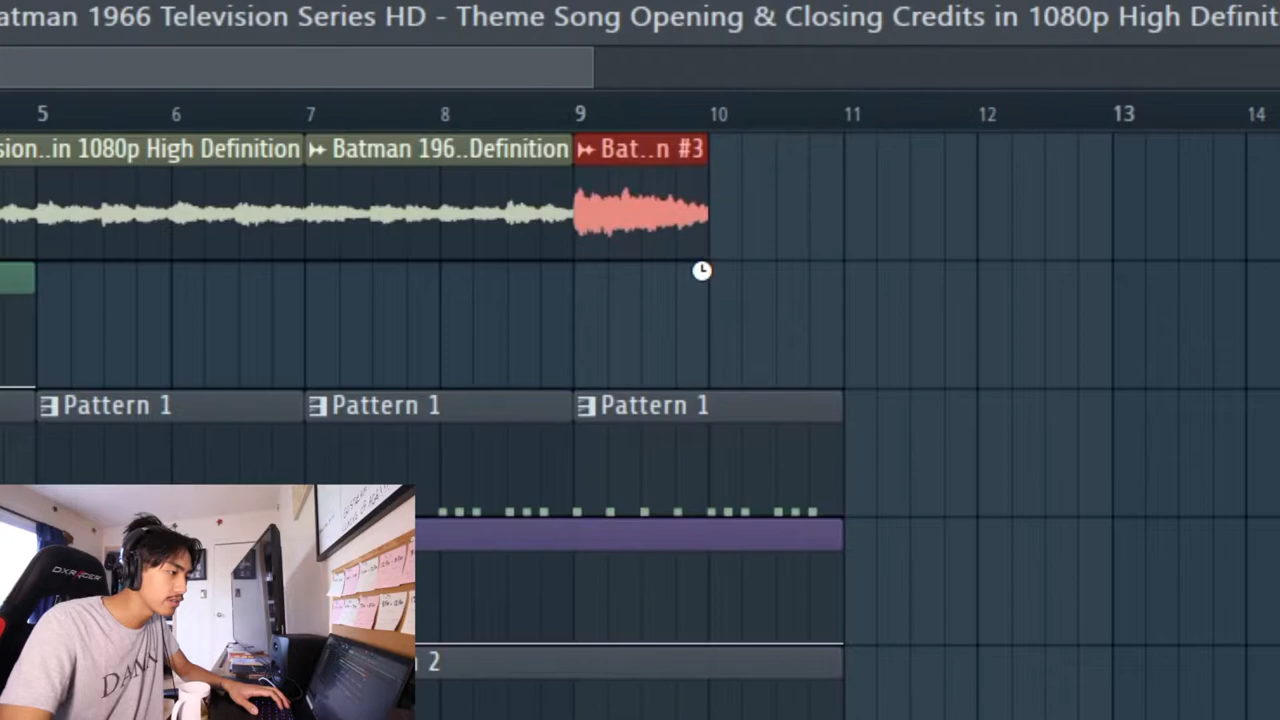 atman 1966 Television Series HD - Theme Song Opening & Closing Credits in 1080p High Definit
5 6 7 8 9 10 11 12 13 14
sion..in 1080p High Definition Batman 196..Definition Bat..n #3
Pattern 1 Pattern 1 Pattern 1
2
DXRACER